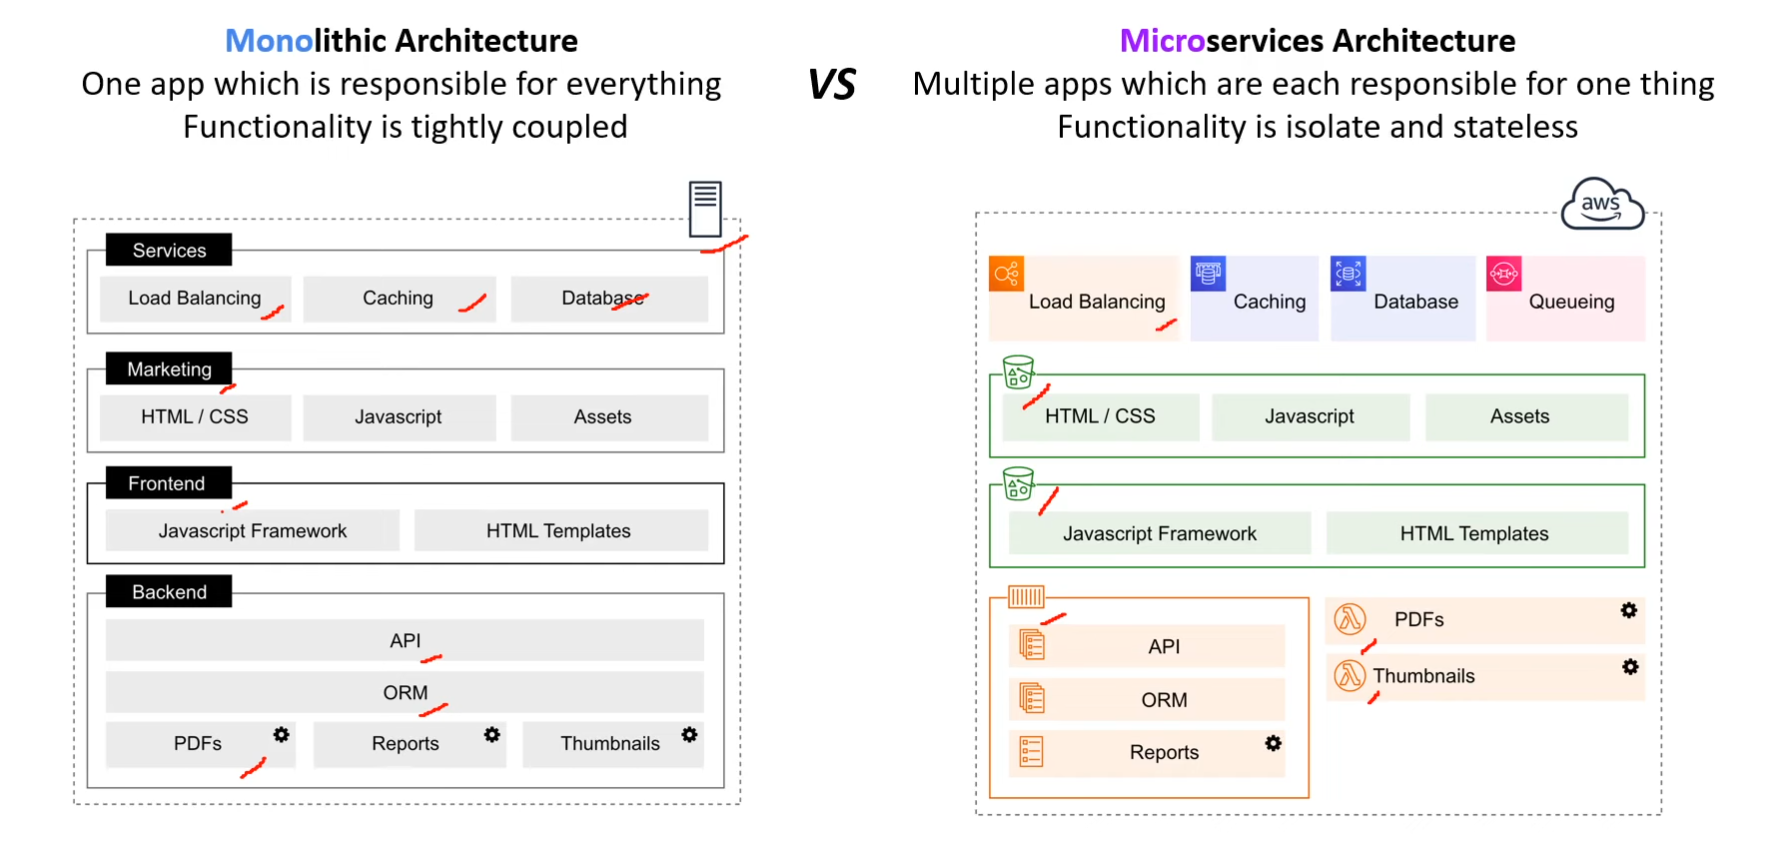 Monolithic Architecture
One app which is responsible for everything
Functionality is tightly coupled
VS
Microservices Architecture
Multiple apps which are each responsible for one thing
Functionality is isolate and stateless
Services
Load Balancing
Caching
Database
Marketing
HTML / CSS
Javascript
Assets
Frontend
Javascript Framework
HTML Templates
Backend
API
ORM
PDFs
Reports
Thumbnails
aws
Load Balancing
Caching
Database
Queueing
HTML / CSS
Javascript
Assets
Javascript Framework
HTML Templates
API
ORM
Reports
PDFs
Thumbnails